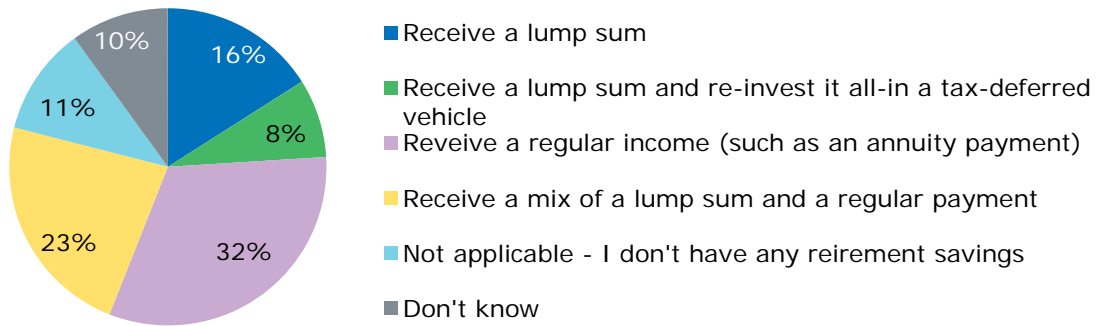 10%
16%
Receive a lump sum
11%
8%
Receive a lump sum and re-invest it all-in a tax-deferred
vehicle
Reveive a regular income (such as an annuity payment)
23%
32%
Receive a mix of a lump sum and a regular payment
Not applicable - I don't have any reirement savings
Don't know